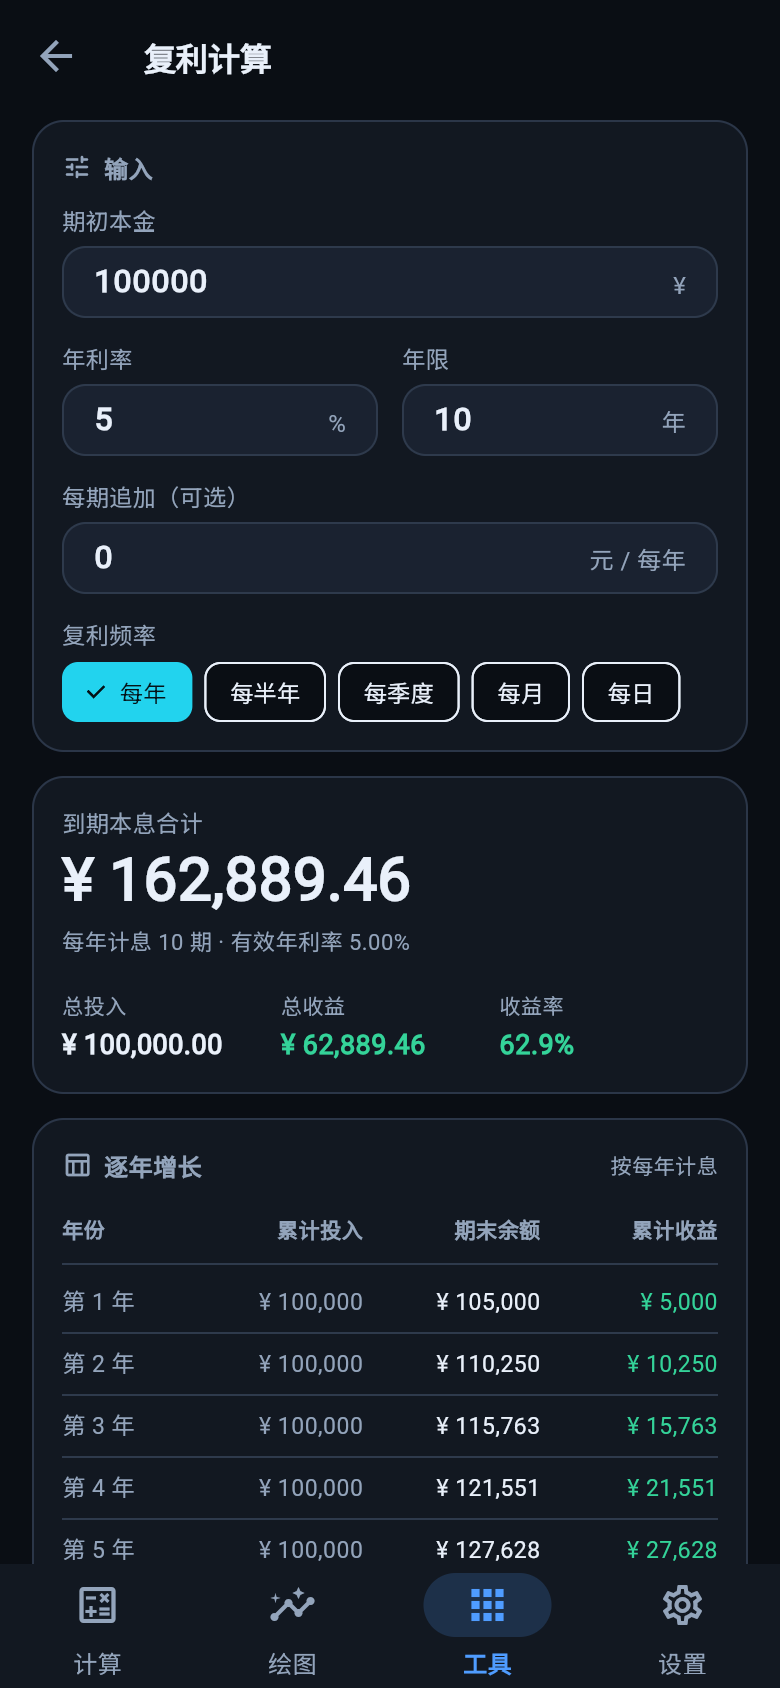 复利计算
输入
期初本金
100000 ¥
年利率 年限
5 % 10 年
每期追加（可选）
0 元 / 每年
复利频率
每年 每半年 每季度 每月 每日
到期本息合计
¥ 162,889.46
每年计息 10 期 · 有效年利率 5.00%
总投入 总收益 收益率
¥ 100,000.00 ¥ 62,889.46 62.9%
逐年增长 按每年计息
年份 累计投入 期末余额 累计收益
第 1 年 ¥ 100,000 ¥ 105,000 ¥ 5,000
第 2 年 ¥ 100,000 ¥ 110,250 ¥ 10,250
第 3 年 ¥ 100,000 ¥ 115,763 ¥ 15,763
第 4 年 ¥ 100,000 ¥ 121,551 ¥ 21,551
第 5 年 ¥ 100,000 ¥ 127,628 ¥ 27,628
计算 绘图 工具 设置